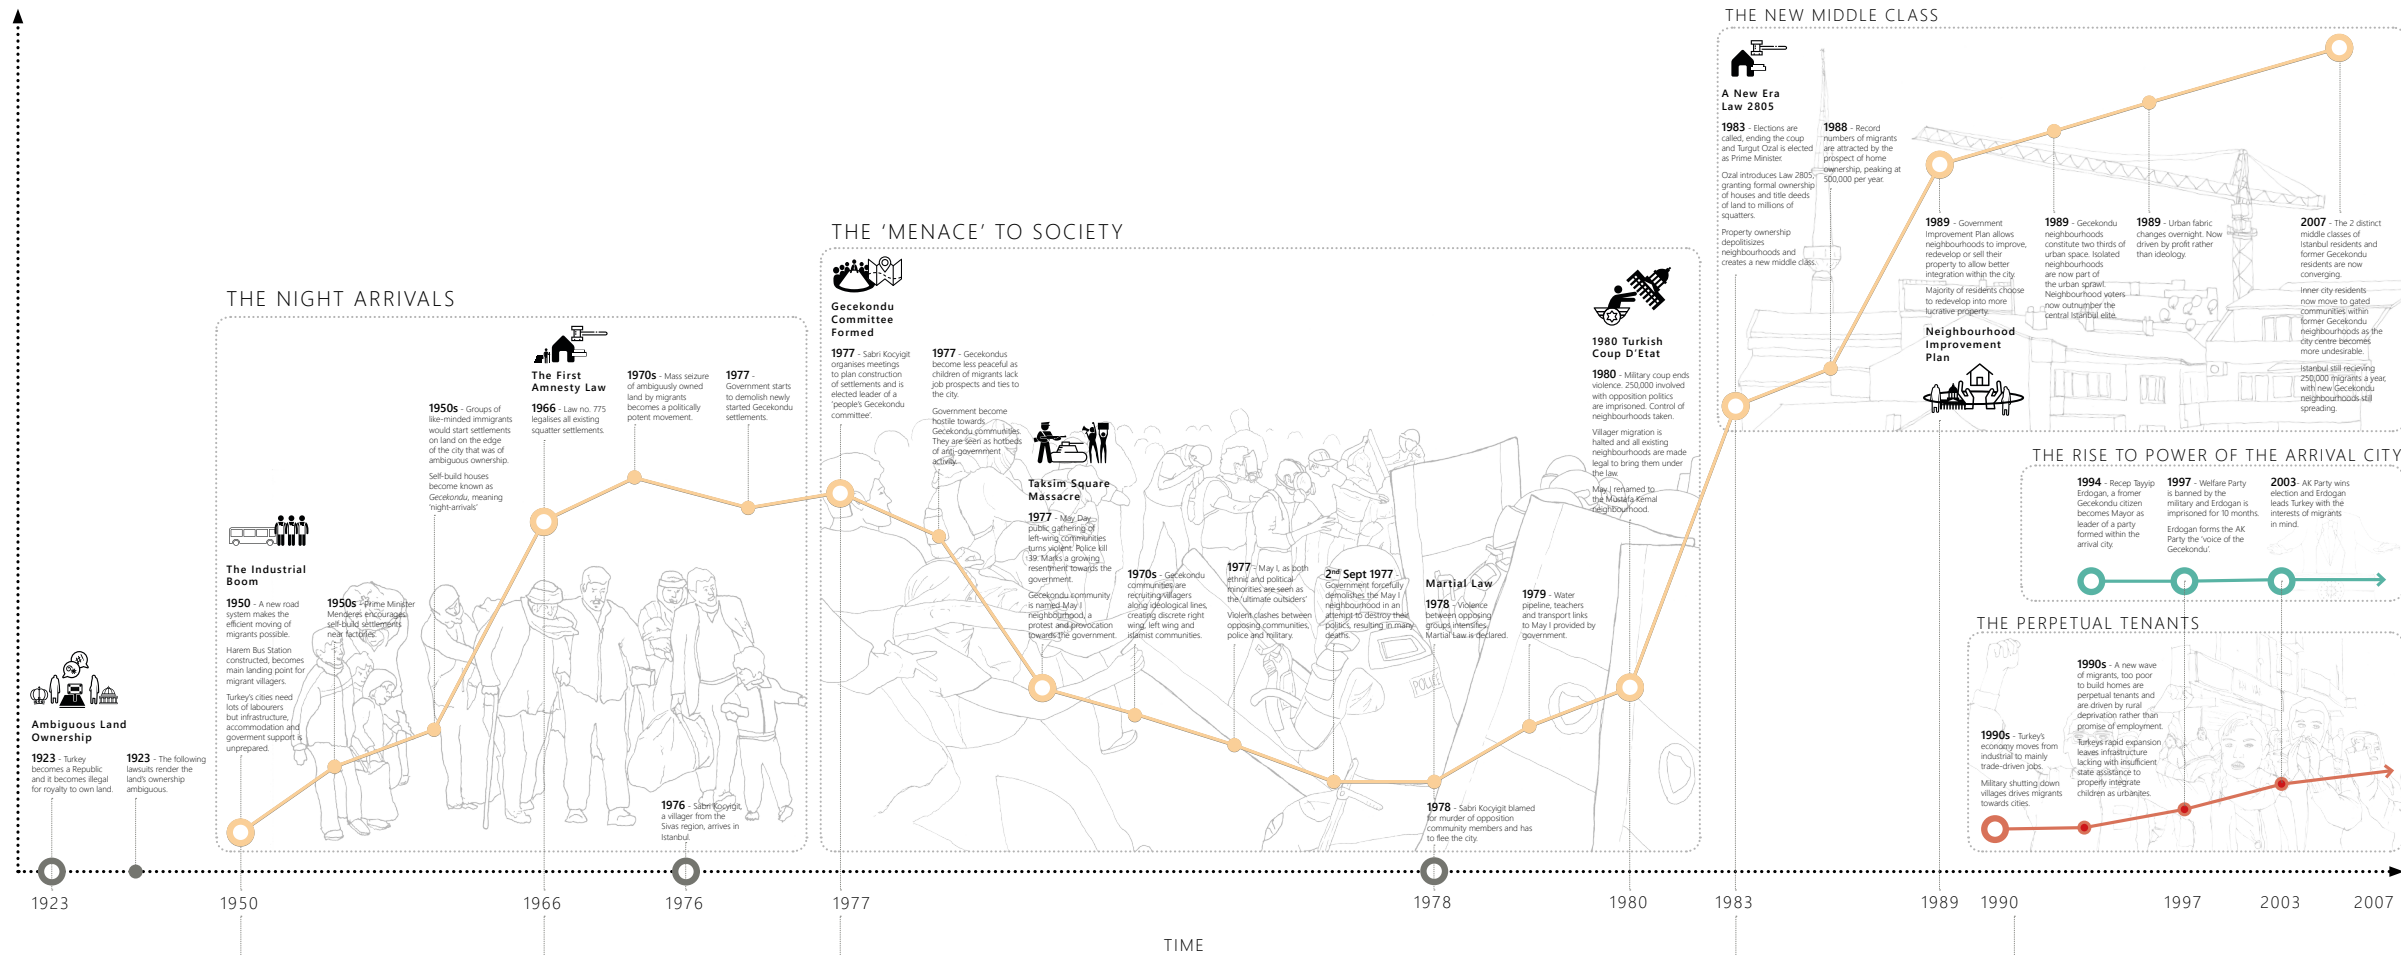 THE NEW MIDDLE CLASS
A New Era
Law 2805
1983 - Elections are
called, ending the coup
and Turgut Ozal is elected
as Prime Minister.
Ozal introduces Law 2805,
granting formal ownership
of houses and title deeds
of land to millions of
squatters.
Property ownership
depolitisizes
neighbourhoods and
creates a new middle class.
1988 - Record
numbers of migrants
are attracted by the
prospect of home
ownership, peaking at
500,000 per year.
1989 - Government
Improvement Plan allows
neighbourhoods to improve,
redevelop or sell their
property to allow better
integration within the city.
Majority of residents choose
to redevelop into more
lucrative property.
Neighbourhood
Improvement
Plan
1989 - Gecekondu
neighbourhoods
constitute two thirds of
urban space. Isolated
neighbourhoods
are now part of
the urban sprawl.
Neighbourhood voters
now outnumber the
central Istanbul elite.
1989 - Urban fabric
changes overnight. Now
driven by profit rather
than ideology.
2007 - The 2 distinct
middle classes of
Istanbul residents and
former Gecekondu
residents are now
converging.
Inner city residents
now move to gated
communities within
former Gecekondu
neighbourhoods as the
city centre becomes
more undesirable.
Istanbul still recieving
250,000 migrants a year,
with new Gecekondu
neighbourhoods still
spreading.
THE 'MENACE' TO SOCIETY
Gecekondu
Committee
Formed
1977 - Sabri Kocyigit
organises meetings
to plan construction
of settlements and is
elected leader of a
'people's Gecekondu
committee'.
1977 - Gecekondus
become less peaceful as
children of migrants lack
job prospects and ties to
the city.
Government become
hostile towards
Gecekondu communities.
They are seen as hotbeds
of anti-government
activity.
Taksim Square
Massacre
1977 - May Day
public gathering of
left-wing communities
turns violent. Police kill
39. Marks a growing
resentment towards the
government.
Gecekondu community
is named May I
neighbourhood, a
protest and provocation
towards the government.
1970s - Gecekondu
communities are
recruiting villagers
along ideological lines,
creating discrete right
wing, left wing and
islamist communities.
1977 - May I, as both
ethnic and political
minorities are seen as
the 'ultimate outsiders'
Violent clashes between
opposing communities,
police and military.
2nd Sept 1977 -
Government forcefully
demolishes the May I
neighbourhood in an
attempt to destroy their
politics, resulting in many
deaths.
Martial Law
1978 - Violence
between opposing
groups intensifies.
Martial Law is declared.
1979 - Water
pipeline, teachers
and transport links
to May I provided by
government.
1980 Turkish
Coup D'Etat
1980 - Military coup ends
violence. 250,000 involved
with opposition politics
are imprisoned. Control of
neighbourhoods taken.
Villager migration is
halted and all existing
neighbourhoods are made
legal to bring them under
the law.
May I renamed to
the Mustafa Kemal
neighbourhood.
POLICE
1978 - Sabri Kocyigit blamed
for murder of opposition
community members and has
to flee the city.
THE NIGHT ARRIVALS
The Industrial
Boom
1950 - A new road
system makes the
efficient moving of
migrants possible.
Harem Bus Station
constructed, becomes
main landing point for
migrant villagers.
Turkey's cities need
lots of labourers
but infrastructure,
accommodation and
goverment support is
unprepared.
1950s - Prime Minister
Menderes encourages
self-build settlements
near factories.
1950s - Groups of
like-minded immigrants
would start settlements
on land on the edge
of the city that was of
ambiguous ownership.
Self-build houses
become known as
Gecekondu, meaning
'night-arrivals'
The First
Amnesty Law
1966 - Law no. 775
legalises all existing
squatter settlements.
1970s - Mass seizure
of ambiguusly owned
land by migrants
becomes a politically
potent movement.
1977 -
Government starts
to demolish newly
started Gecekondu
settlements.
1976 - Sabri Kocyigit,
a villager from the
Sivas region, arrives in
Istanbul.
Ambiguous Land
Ownership
1923 - Turkey
becomes a Republic
and it becomes illegal
for royalty to own land.
1923 - The following
lawsuits render the
land's ownership
ambiguous.
THE RISE TO POWER OF THE ARRIVAL CITY
1994 - Recep Tayyip
Erdogan, a fromer
Gecekondu citizen
becomes Mayor as
leader of a party
formed within the
arrival city.
1997 - Welfare Party
is banned by the
military and Erdogan is
imprisoned for 10 months.
Erdogan forms the AK
Party the 'voice of the
Gecekondu'.
2003- AK Party wins
election and Erdogan
leads Turkey with the
interests of migrants
in mind.
THE PERPETUAL TENANTS
1990s - Turkey's
economy moves from
industrial to mainly
trade-driven jobs.
Military shutting down
villages drives migrants
towards cities.
1990s - A new wave
of migrants, too poor
to build homes are
perpetual tenants and
are driven by rural
deprivation rather than
promise of employment.
Turkeys rapid expansion
leaves infrastructure
lacking with insufficient
state assistance to
properly integrate
children as urbanites.
1923 1950 1966 1976 1977 1978 1980 1983 1989 1990 1997 2003 2007
TIME